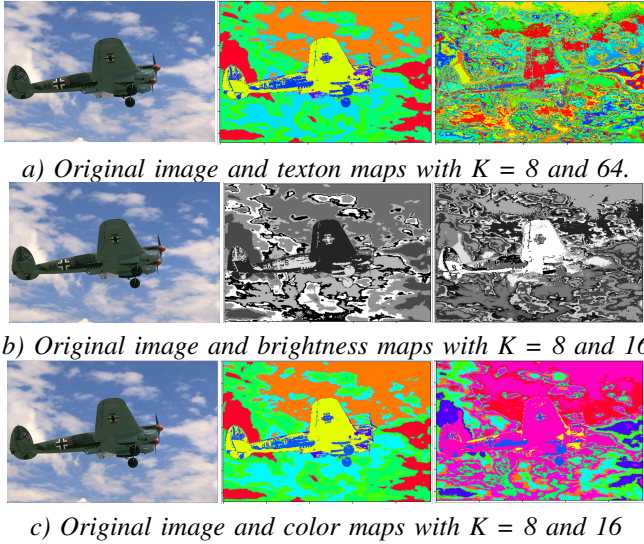 a) Original image and texton maps with K = 8 and 64.
b) Original image and brightness maps with K = 8 and 16
c) Original image and color maps with K = 8 and 16